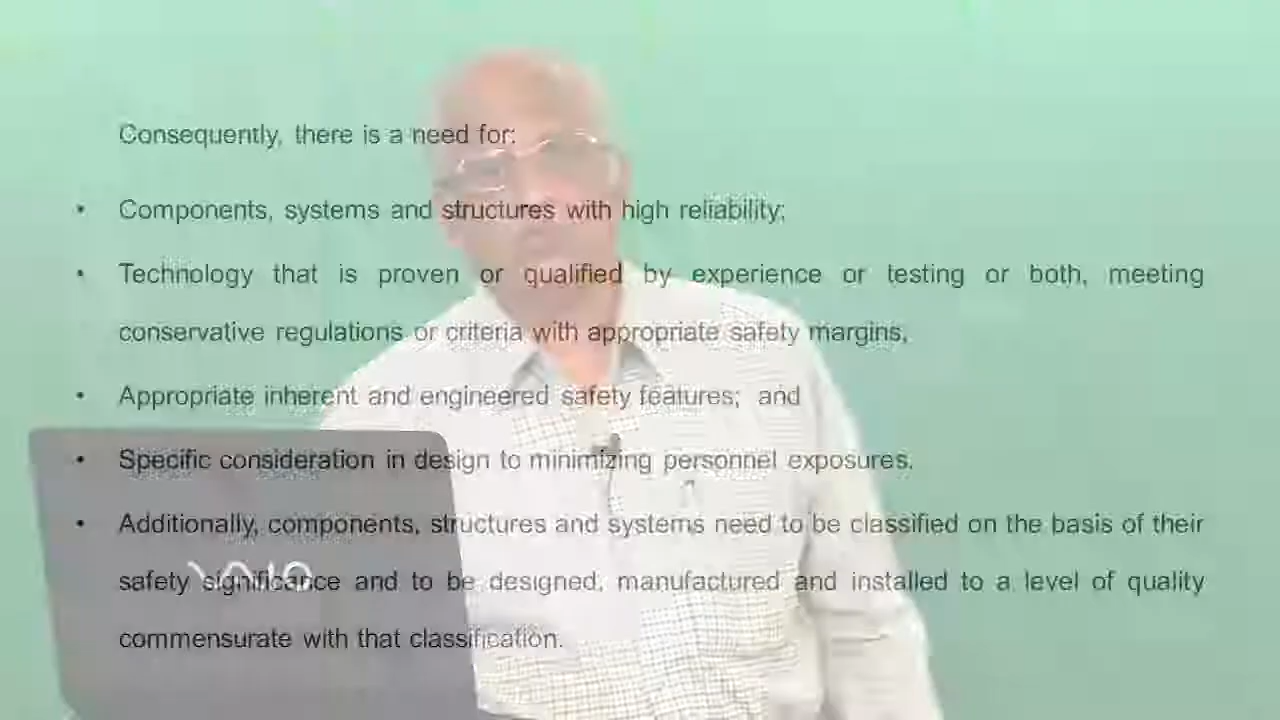 Consequently, there is a need for:
• Components, systems and structures with high reliability;
• Technology that is proven or qualified by experience or testing or both, meeting
conservative regulations or criteria with appropriate safety margins,
• Appropriate inherent and engineered safety features; and
• Specific consideration in design to minimizing personnel exposures.
• Additionally, components, structures and systems need to be classified on the basis of their
safety significance and to be designed, manufactured and installed to a level of quality
commensurate with that classification.
VAIO